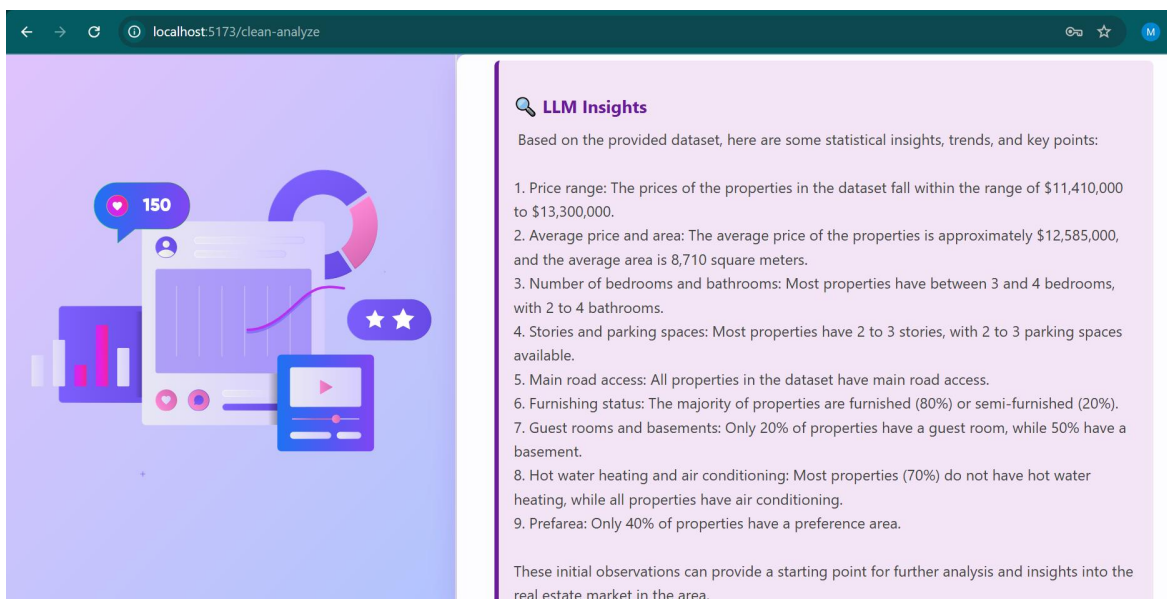 localhost:5173/clean-analyze
M
150
🔍 LLM Insights
Based on the provided dataset, here are some statistical insights, trends, and key points:
1. Price range: The prices of the properties in the dataset fall within the range of $11,410,000
to $13,300,000.
2. Average price and area: The average price of the properties is approximately $12,585,000,
and the average area is 8,710 square meters.
3. Number of bedrooms and bathrooms: Most properties have between 3 and 4 bedrooms,
with 2 to 4 bathrooms.
4. Stories and parking spaces: Most properties have 2 to 3 stories, with 2 to 3 parking spaces
available.
5. Main road access: All properties in the dataset have main road access.
6. Furnishing status: The majority of properties are furnished (80%) or semi-furnished (20%).
7. Guest rooms and basements: Only 20% of properties have a guest room, while 50% have a
basement.
8. Hot water heating and air conditioning: Most properties (70%) do not have hot water
heating, while all properties have air conditioning.
9. Prefarea: Only 40% of properties have a preference area.
These initial observations can provide a starting point for further analysis and insights into the
real estate market in the area.